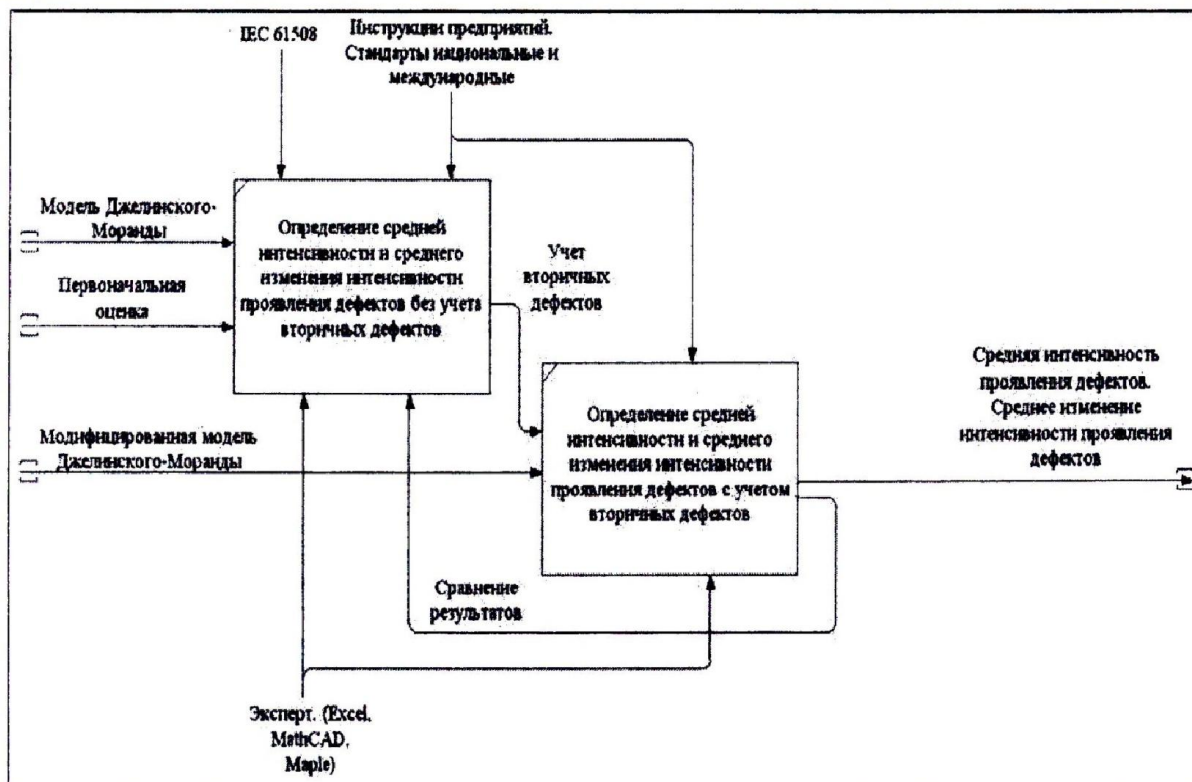 IEC 61508
Инструкции предприятий.
Стандарты национальные и
международные
Модель Джелинского-
Моранды
Первоначальная
оценка
Определение средней
интенсивности и среднего
изменения интенсивности
проявления дефектов без учета
вторичных дефектов
Учет
вторичных
дефектов
Модифицированная модель
Джелинского-Моранды
Определение средней
интенсивности и среднего
изменения интенсивности
проявления дефектов с учетом
вторичных дефектов
Средняя интенсивность
проявления дефектов.
Среднее изменение
интенсивности проявления
дефектов
Сравнение
результатов
Эксперт. (Excel,
MathCAD,
Maple)